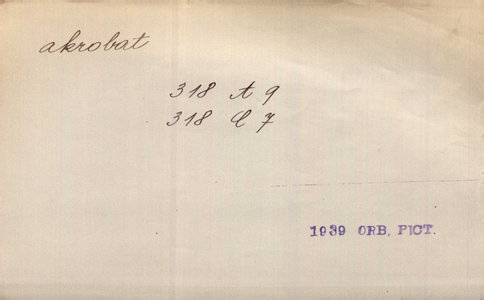 akrobat
318 A 9
318 C 7
1939 ORB. PICT.